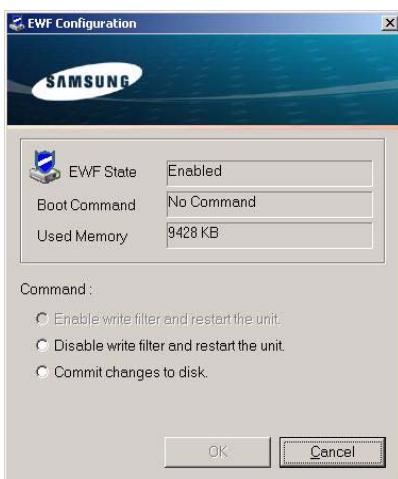 EWF Configuration
SAMSUNG
EWF State Enabled
Boot Command No Command
Used Memory 9428 KB
Command :
Enable write filter and restart the unit.
Disable write filter and restart the unit.
Commit changes to disk.
OK Cancel